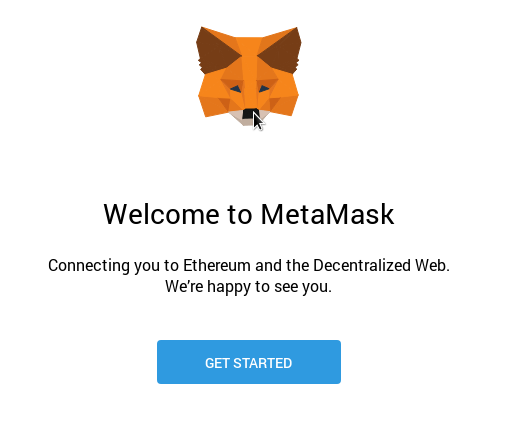 Welcome to MetaMask
Connecting you to Ethereum and the Decentralized Web.
We're happy to see you.
GET STARTED